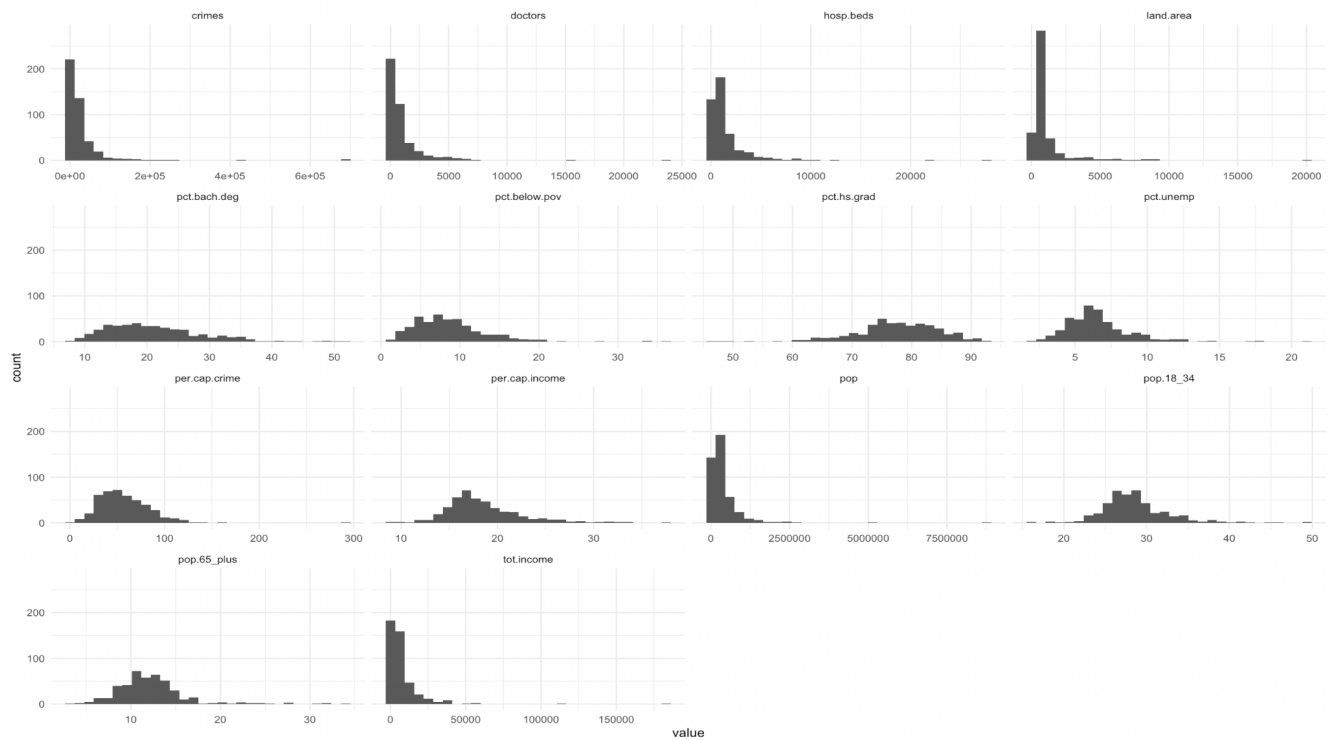 crimes doctors hosp.beds land.area
200
100
0
0e+00 2e+05 4e+05 6e+05 0 5000 10000 15000 20000 25000 0 10000 20000 0 5000 10000 15000 20000
pct.bach.deg pct.below.pov pct.hs.grad pct.unemp
200
100
0
10 20 30 40 50 0 10 20 30 50 60 70 80 90 5 10 15 20
count
per.cap.crime per.cap.income pop pop.18_34
200
100
0
0 100 200 300 10 20 30 0 2500000 5000000 7500000 20 30 40 50
pop.65_plus tot.income
200
100
0
10 20 30 0 50000 100000 150000
value